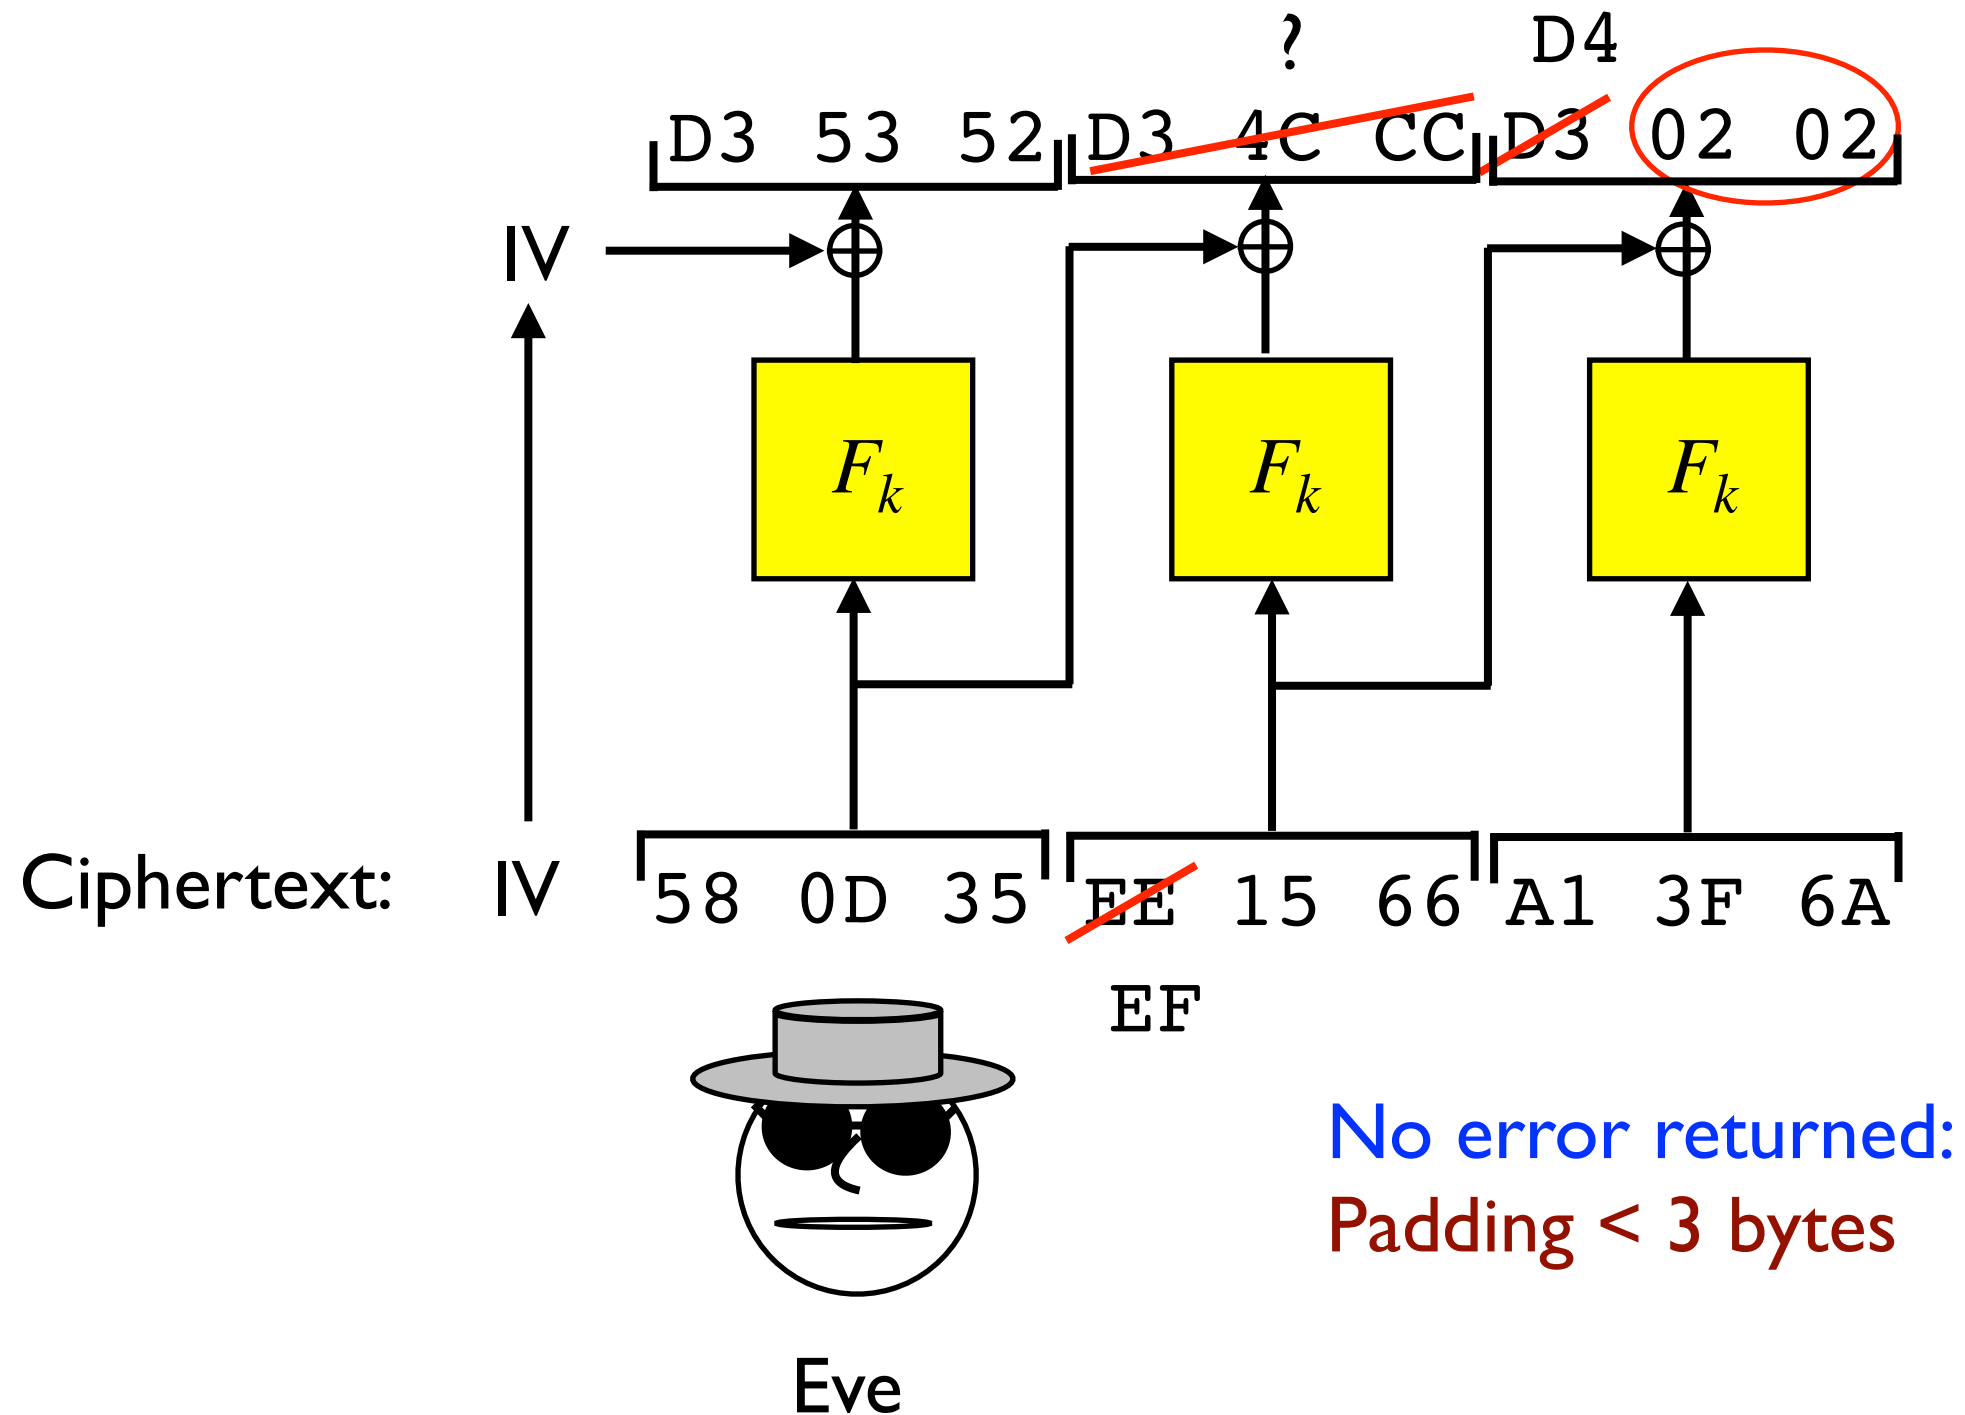 ? D4
D3 53 52 D3 4C CC D3 02 02
IV
Fk Fk Fk
Ciphertext: IV 58 0D 35 EE 15 66 A1 3F 6A
EF
No error returned:
Padding < 3 bytes
Eve